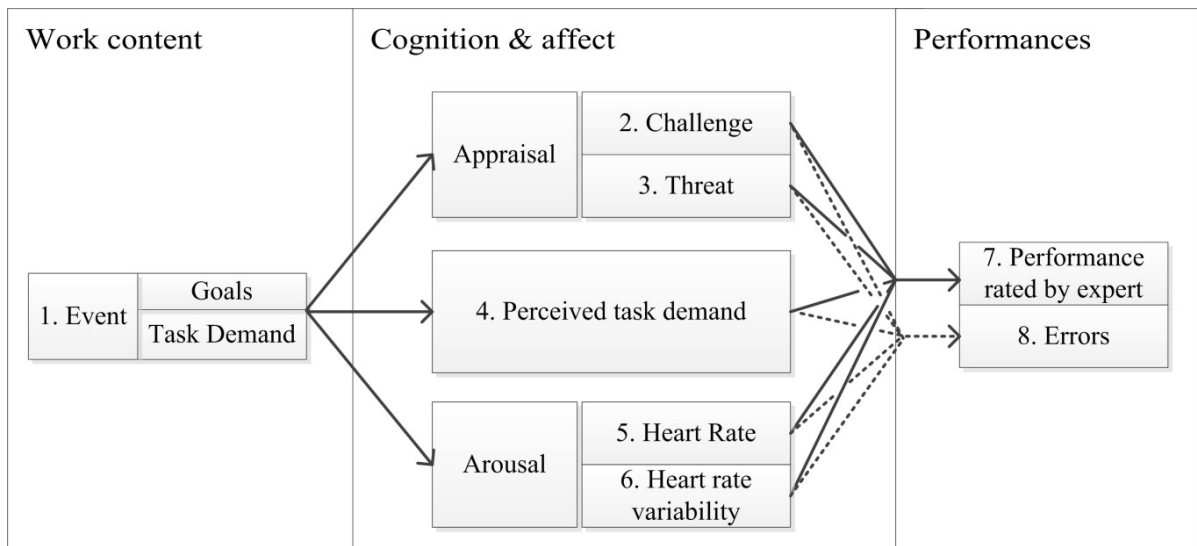 Work content
Cognition & affect
Performances
Appraisal
2. Challenge
3. Threat
1. Event
Goals
Task Demand
4. Perceived task demand
7. Performance
rated by expert
8. Errors
Arousal
5. Heart Rate
6. Heart rate
variability